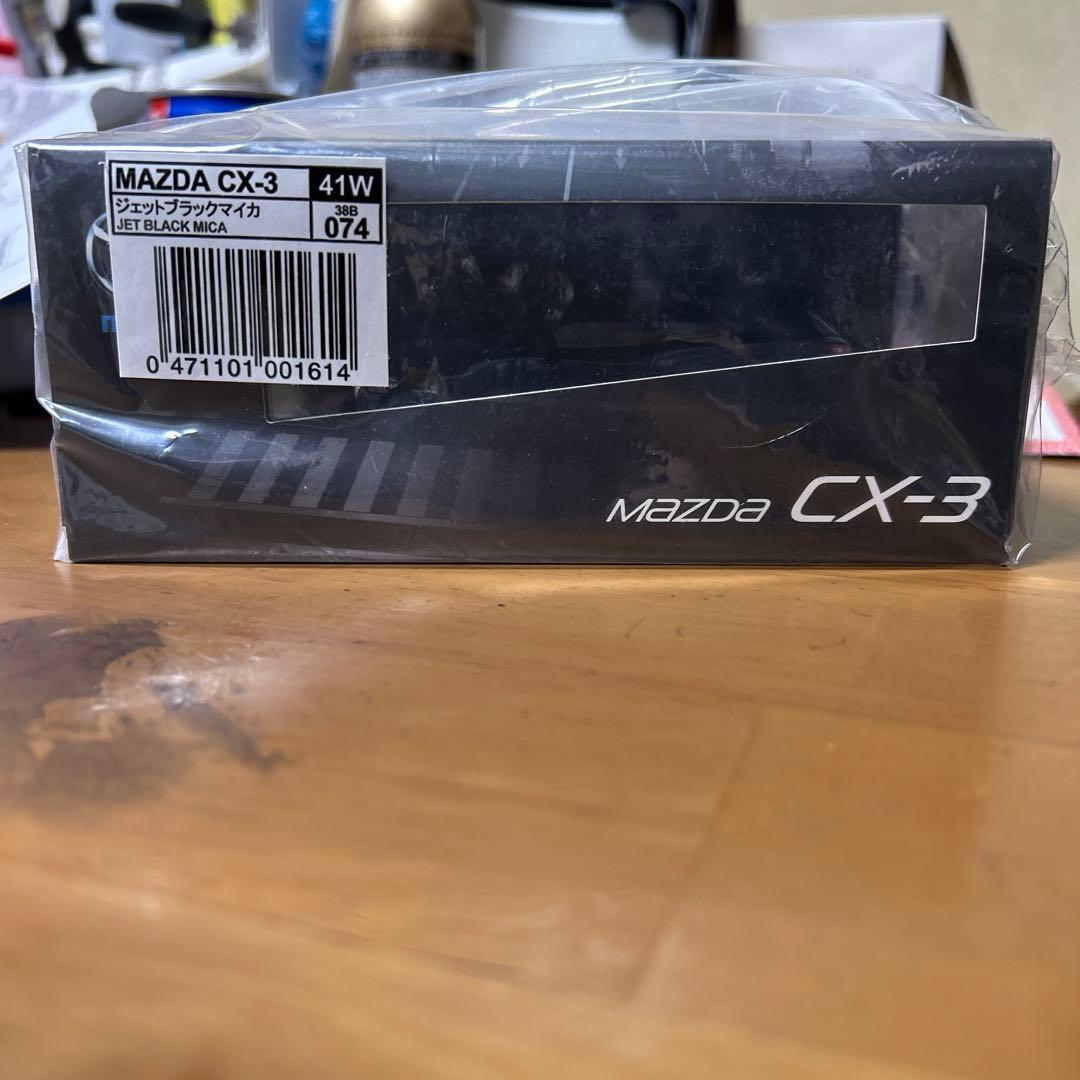 MAZDA CX-3 41W
ジェットブラックマイカ 38B
JET BLACK MICA 074
0 471101 001614
mazda CX-3